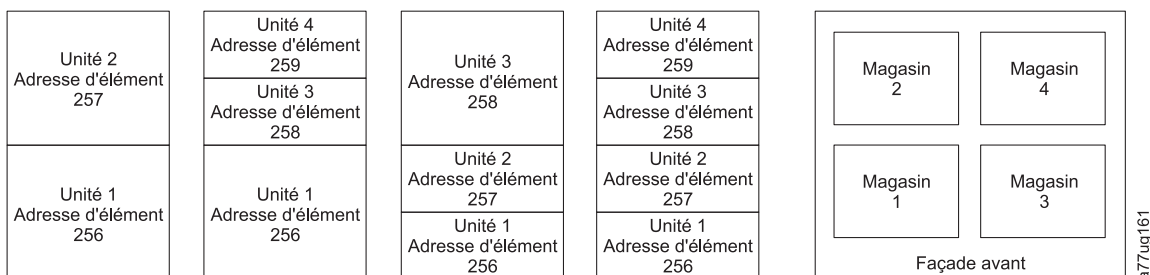 Unité 2
Adresse d'élément
257
Unité 1
Adresse d'élément
256
Unité 4
Adresse d'élément
259
Unité 3
Adresse d'élément
258
Unité 1
Adresse d'élément
256
Unité 3
Adresse d'élément
258
Unité 2
Adresse d'élément
257
Unité 1
Adresse d'élément
256
Unité 4
Adresse d'élément
259
Unité 3
Adresse d'élément
258
Unité 2
Adresse d'élément
257
Unité 1
Adresse d'élément
256
Magasin
2
Magasin
4
Magasin
1
Magasin
3
Façade avant
a77ug161